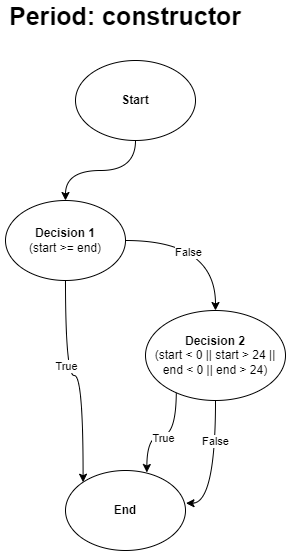 Period: constructor
Start
Decision 1
(start >= end)
False
Decision 2
(start < 0 || start > 24 ||
end < 0 || end > 24)
True
True
False
End